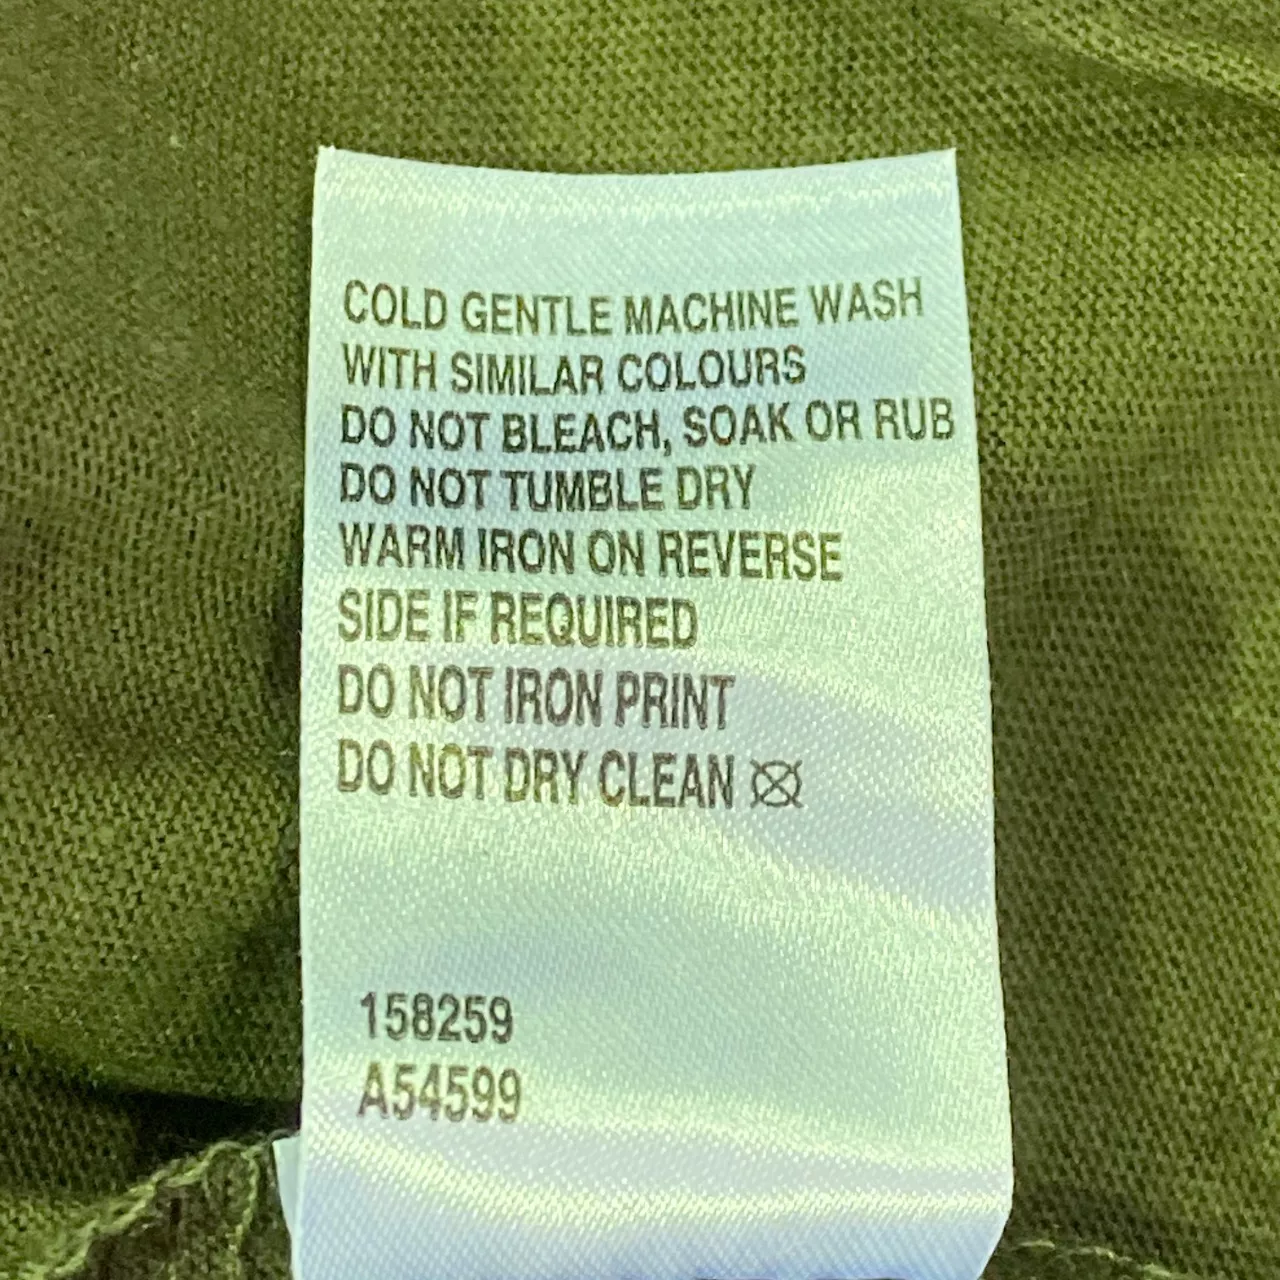 COLD GENTLE MACHINE WASH
WITH SIMILAR COLOURS
DO NOT BLEACH, SOAK OR RUB
DO NOT TUMBLE DRY
WARM IRON ON REVERSE
SIDE IF REQUIRED
DO NOT IRON PRINT
DO NOT DRY CLEAN
158259
A54599